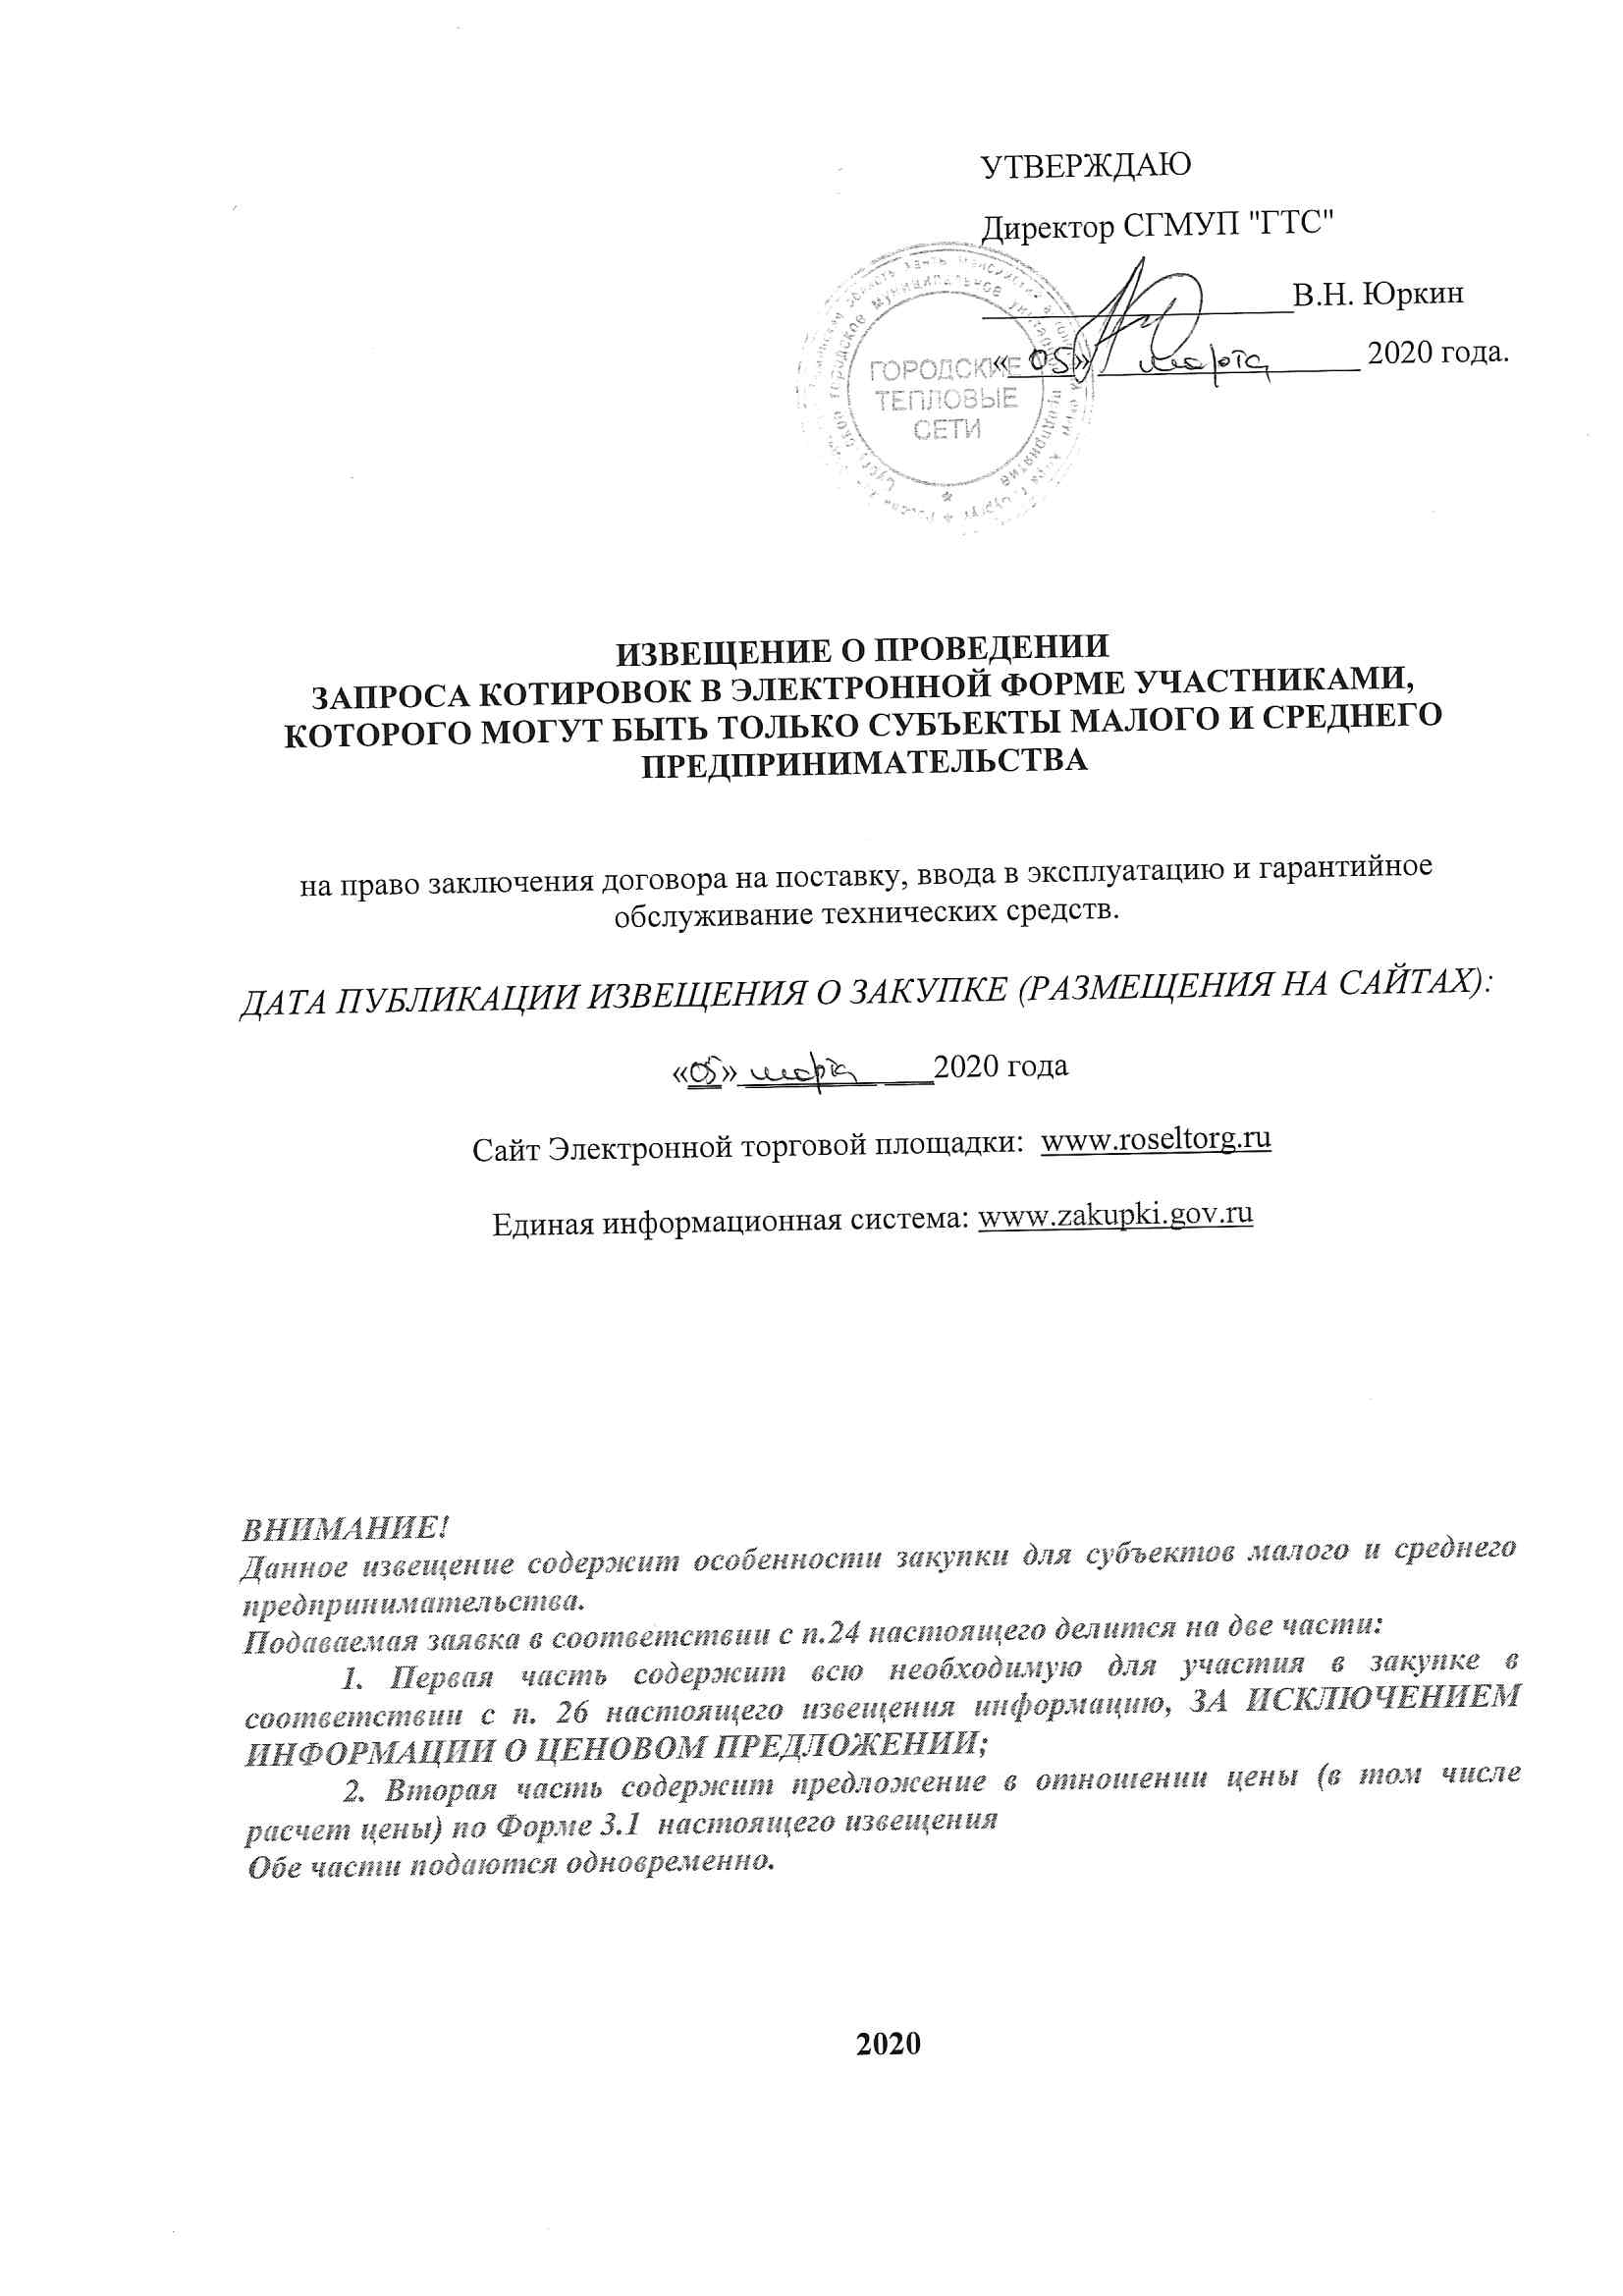 УТВЕРЖДАЮ
Директор СГМУП "ГТС"
В.Н. Юркин
«05» марта 2020 года.
городское муниципальное
предприятие
ГОРОДСКИЕ
ТЕПЛОВЫЕ
СЕТИ
ИЗВЕЩЕНИЕ О ПРОВЕДЕНИИ
ЗАПРОСА КОТИРОВОК В ЭЛЕКТРОННОЙ ФОРМЕ УЧАСТНИКАМИ,
КОТОРОГО МОГУТ БЫТЬ ТОЛЬКО СУБЪЕКТЫ МАЛОГО И СРЕДНЕГО
ПРЕДПРИНИМАТЕЛЬСТВА
на право заключения договора на поставку, ввода в эксплуатацию и гарантийное
обслуживание технических средств.
ДАТА ПУБЛИКАЦИИ ИЗВЕЩЕНИЯ О ЗАКУПКЕ (РАЗМЕЩЕНИЯ НА САЙТАХ):
«05» марта 2020 года
Сайт Электронной торговой площадки: www.roseltorg.ru
Единая информационная система: www.zakupki.gov.ru
ВНИМАНИЕ!
Данное извещение содержит особенности закупки для субъектов малого и среднего
предпринимательства.
Подаваемая заявка в соответствии с п.24 настоящего делится на две части:
1. Первая часть содержит всю необходимую для участия в закупке в
соответствии с п. 26 настоящего извещения информацию, ЗА ИСКЛЮЧЕНИЕМ
ИНФОРМАЦИИ О ЦЕНОВОМ ПРЕДЛОЖЕНИИ;
2. Вторая часть содержит предложение в отношении цены (в том числе
расчет цены) по Форме 3.1 настоящего извещения
Обе части подаются одновременно.
2020